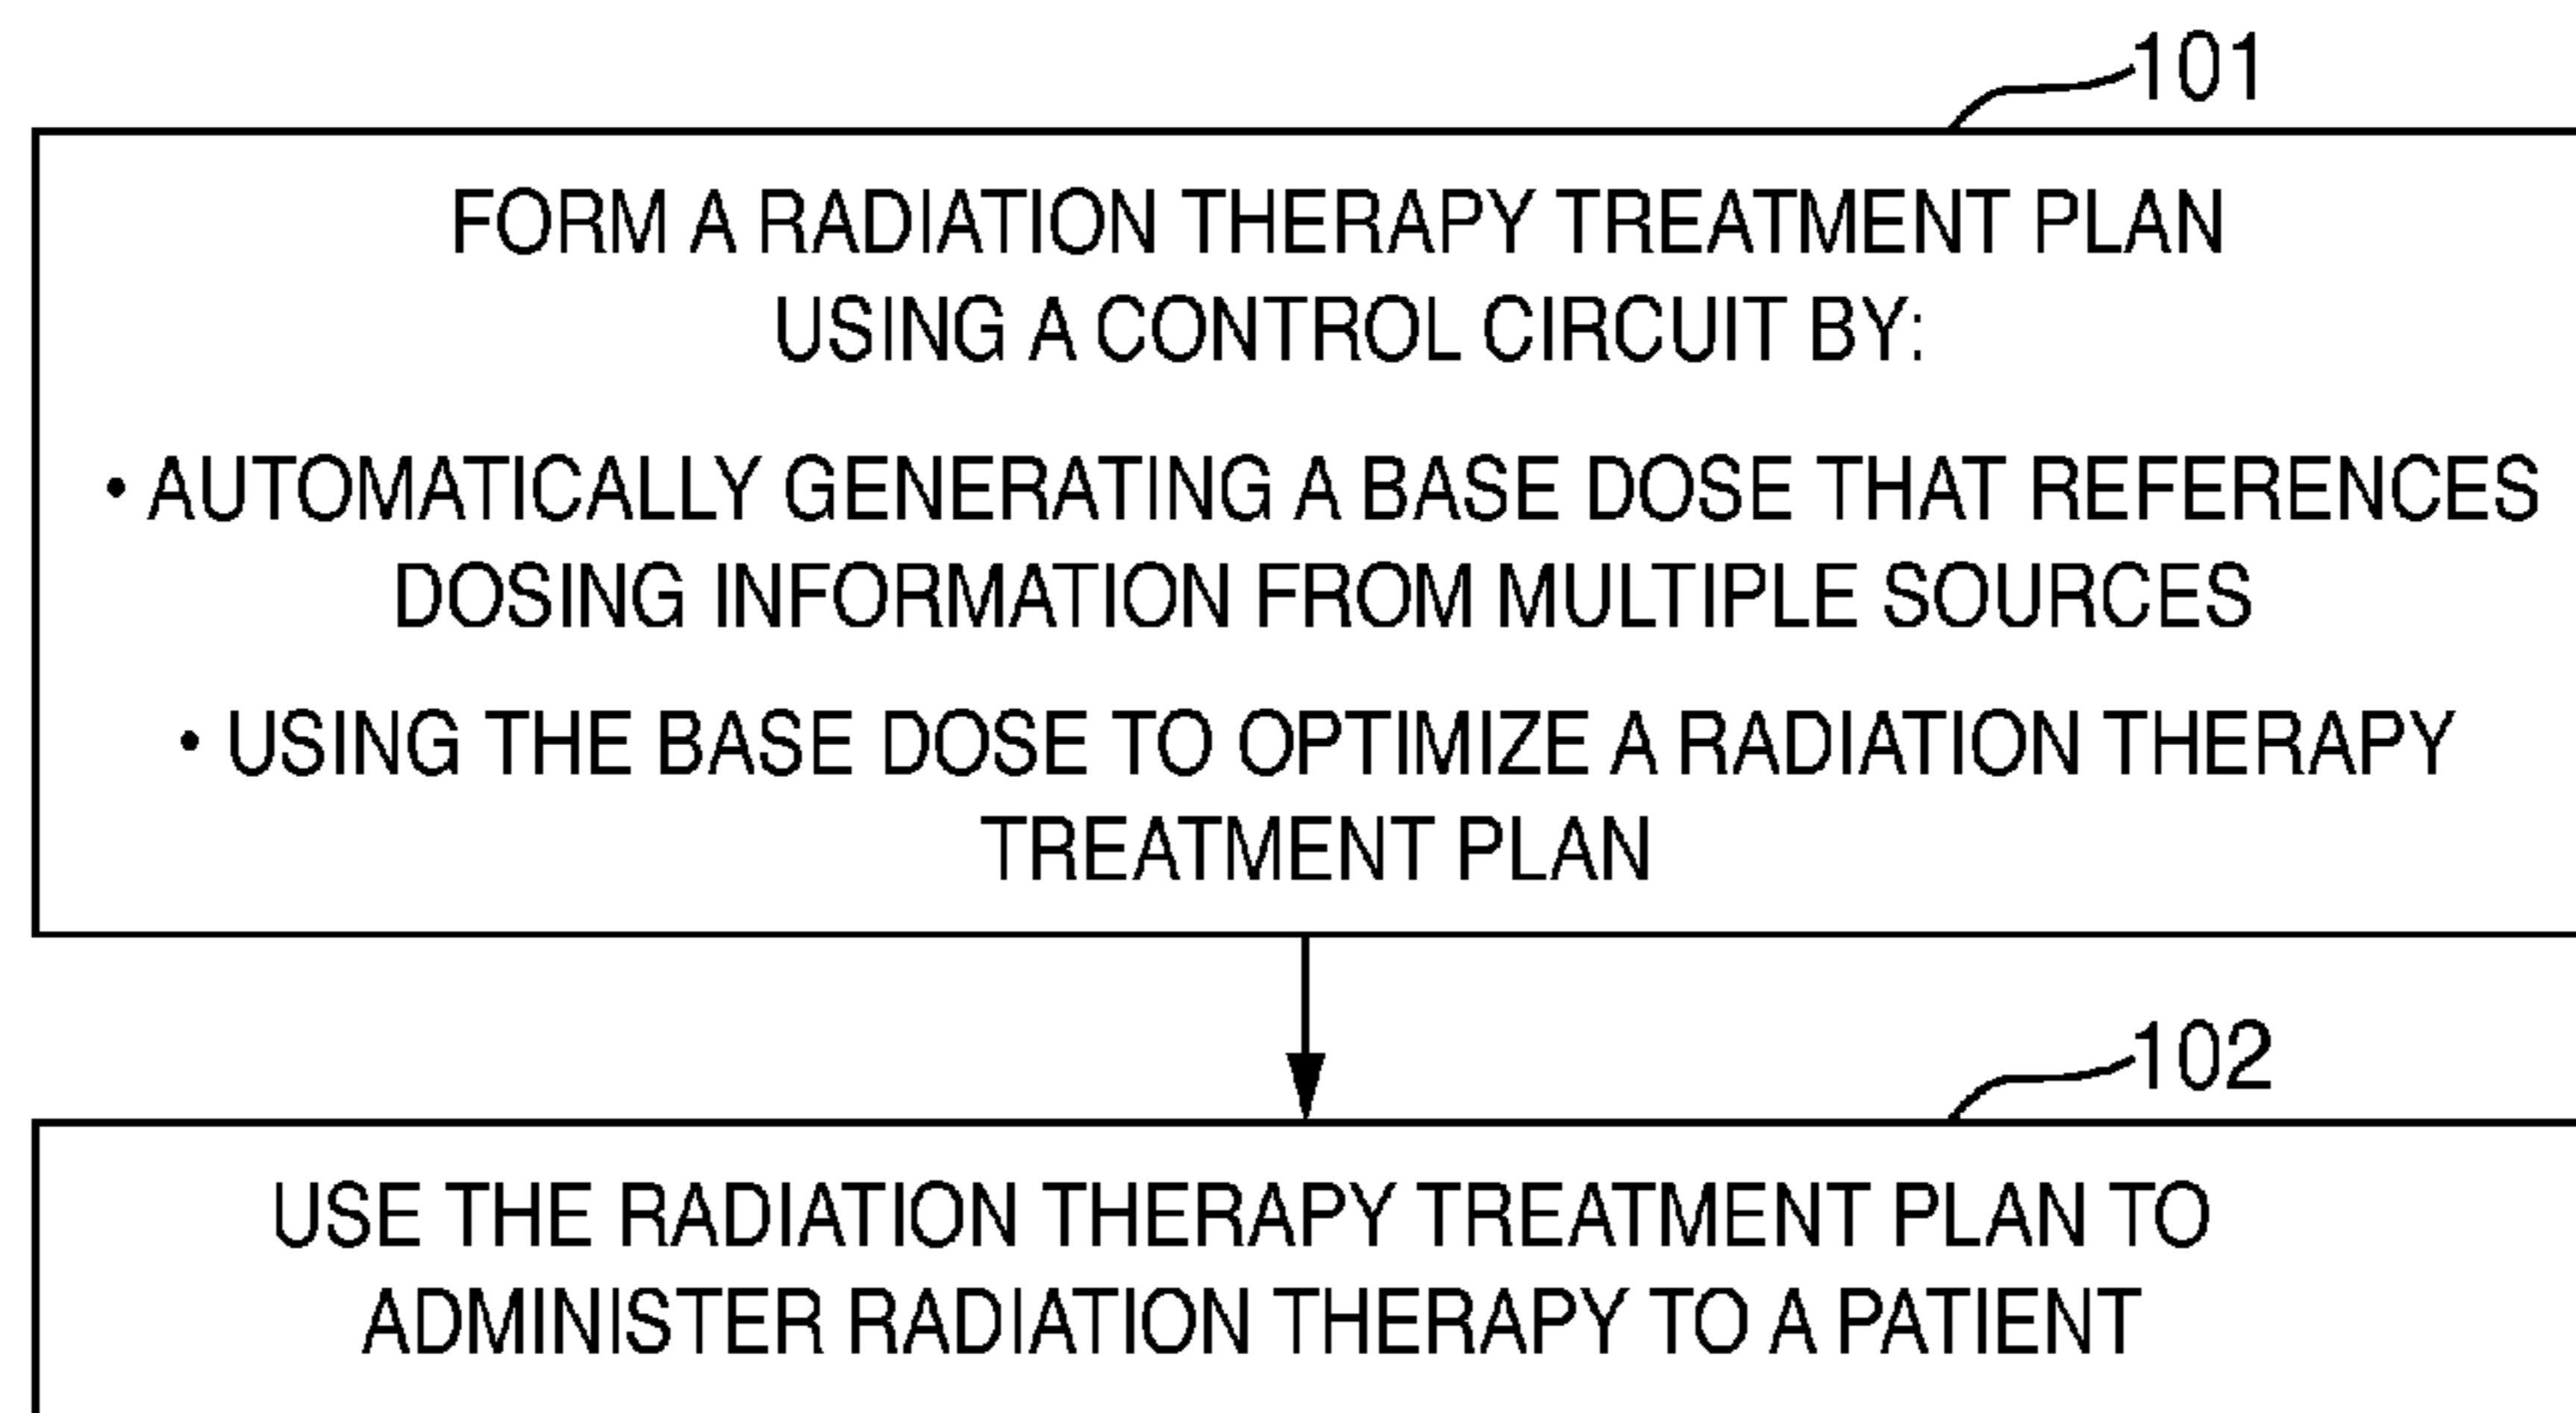 101
FORM A RADIATION THERAPY TREATMENT PLAN
USING A CONTROL CIRCUIT BY:
• AUTOMATICALLY GENERATING A BASE DOSE THAT REFERENCES
DOSING INFORMATION FROM MULTIPLE SOURCES
• USING THE BASE DOSE TO OPTIMIZE A RADIATION THERAPY
TREATMENT PLAN
102
USE THE RADIATION THERAPY TREATMENT PLAN TO
ADMINISTER RADIATION THERAPY TO A PATIENT